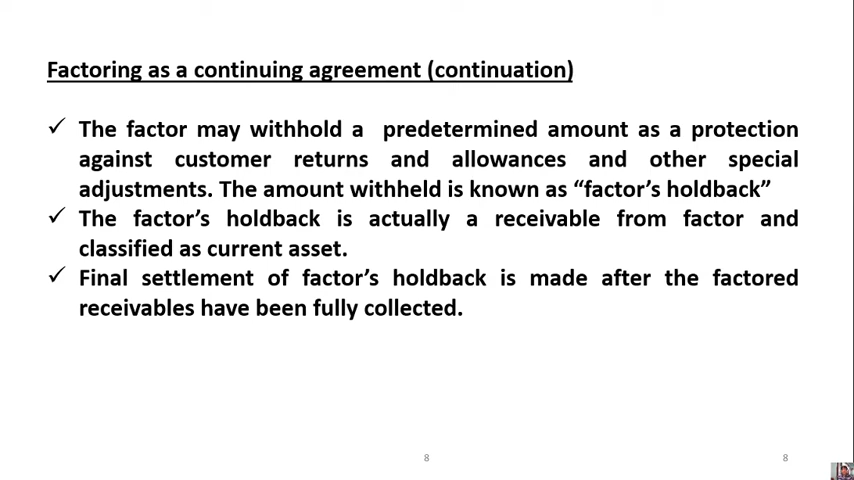 Factoring as a continuing agreement (continuation)
✓ The factor may withhold a predetermined amount as a protection
against customer returns and allowances and other special
adjustments. The amount withheld is known as “factor’s holdback”
✓ The factor’s holdback is actually a receivable from factor and
classified as current asset.
✓ Final settlement of factor’s holdback is made after the factored
receivables have been fully collected.
8
8